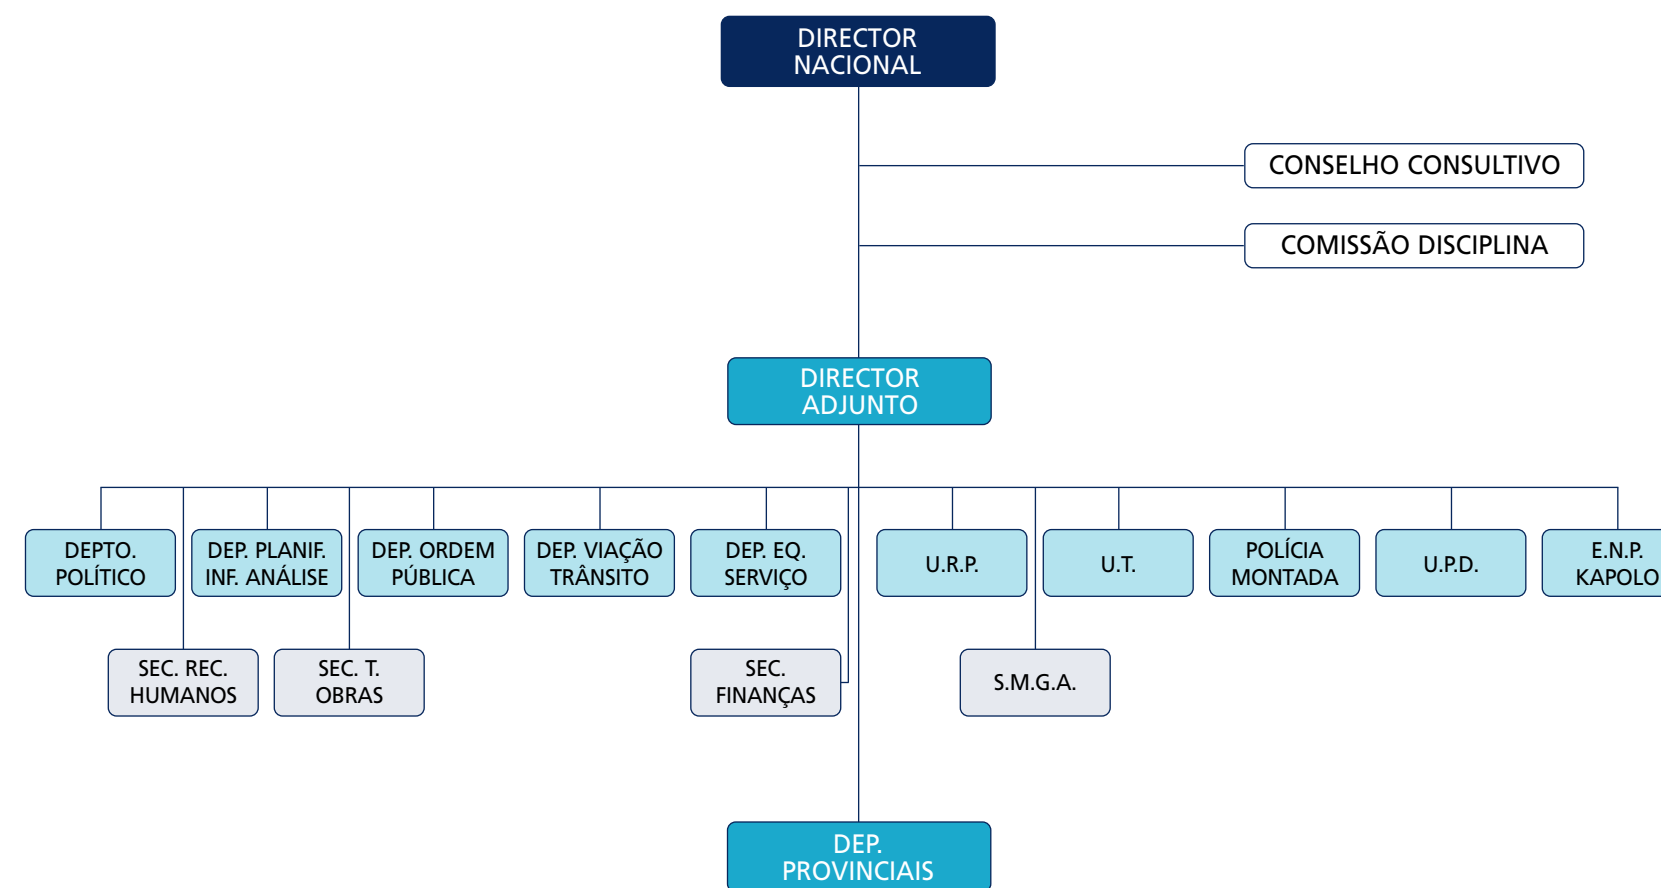 DIRECTOR
NACIONAL
CONSELHO CONSULTIVO
COMISSÃO DISCIPLINA
DIRECTOR
ADJUNTO
DEPTO.
POLÍTICO
DEP. PLANIF.
INF. ANÁLISE
DEP. ORDEM
PÚBLICA
DEP. VIAÇÃO
TRÂNSITO
DEP. EQ.
SERVIÇO
U.R.P.
U.T.
POLÍCIA
MONTADA
U.P.D.
E.N.P.
KAPOLO
SEC. REC.
HUMANOS
SEC. T.
OBRAS
SEC.
FINANÇAS
S.M.G.A.
DEP.
PROVINCIAIS